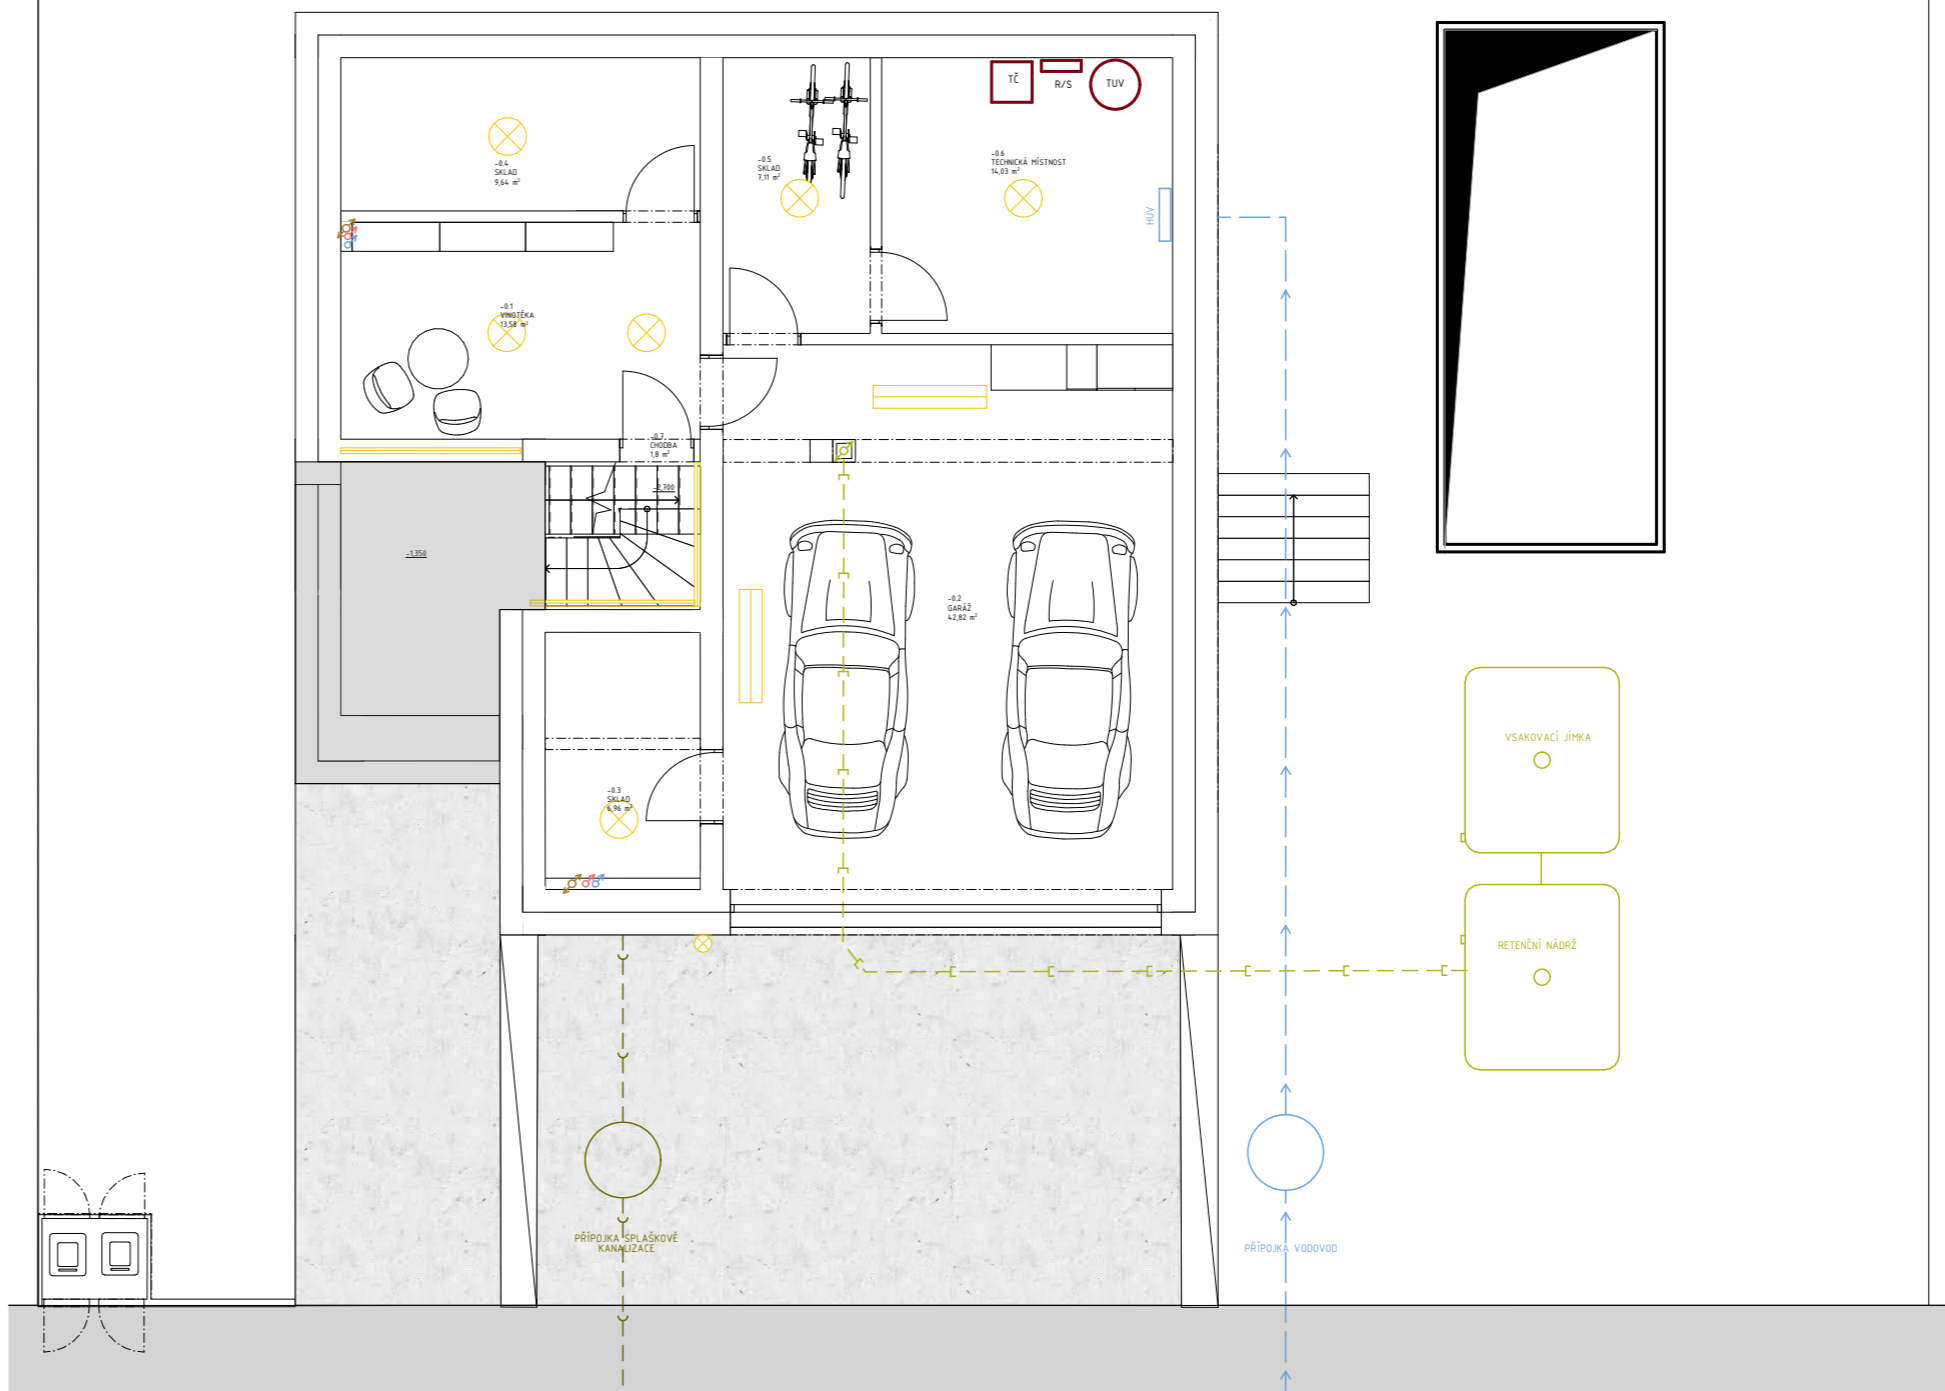 TČ
R/S
TUV
-0.4
SKLAD
9,64 m²
-0.5
SKLAD
7,11 m²
-0.6
TECHNICKÁ MÍSTNOST
14,03 m²
HUV
-0.1
VINOTÉKA
13,58 m²
-0.7
CHODBA
1,8 m²
-2,700
-1,350
-0.2
GARÁŽ
42,82 m²
-0.3
SKLAD
6,96 m²
VSAKOVACÍ JÍMKA
RETENČNÍ NÁDRŽ
PŘÍPOJKA SPLAŠKOVÉ
KANALIZACE
PŘÍPOJKA VODOVOD